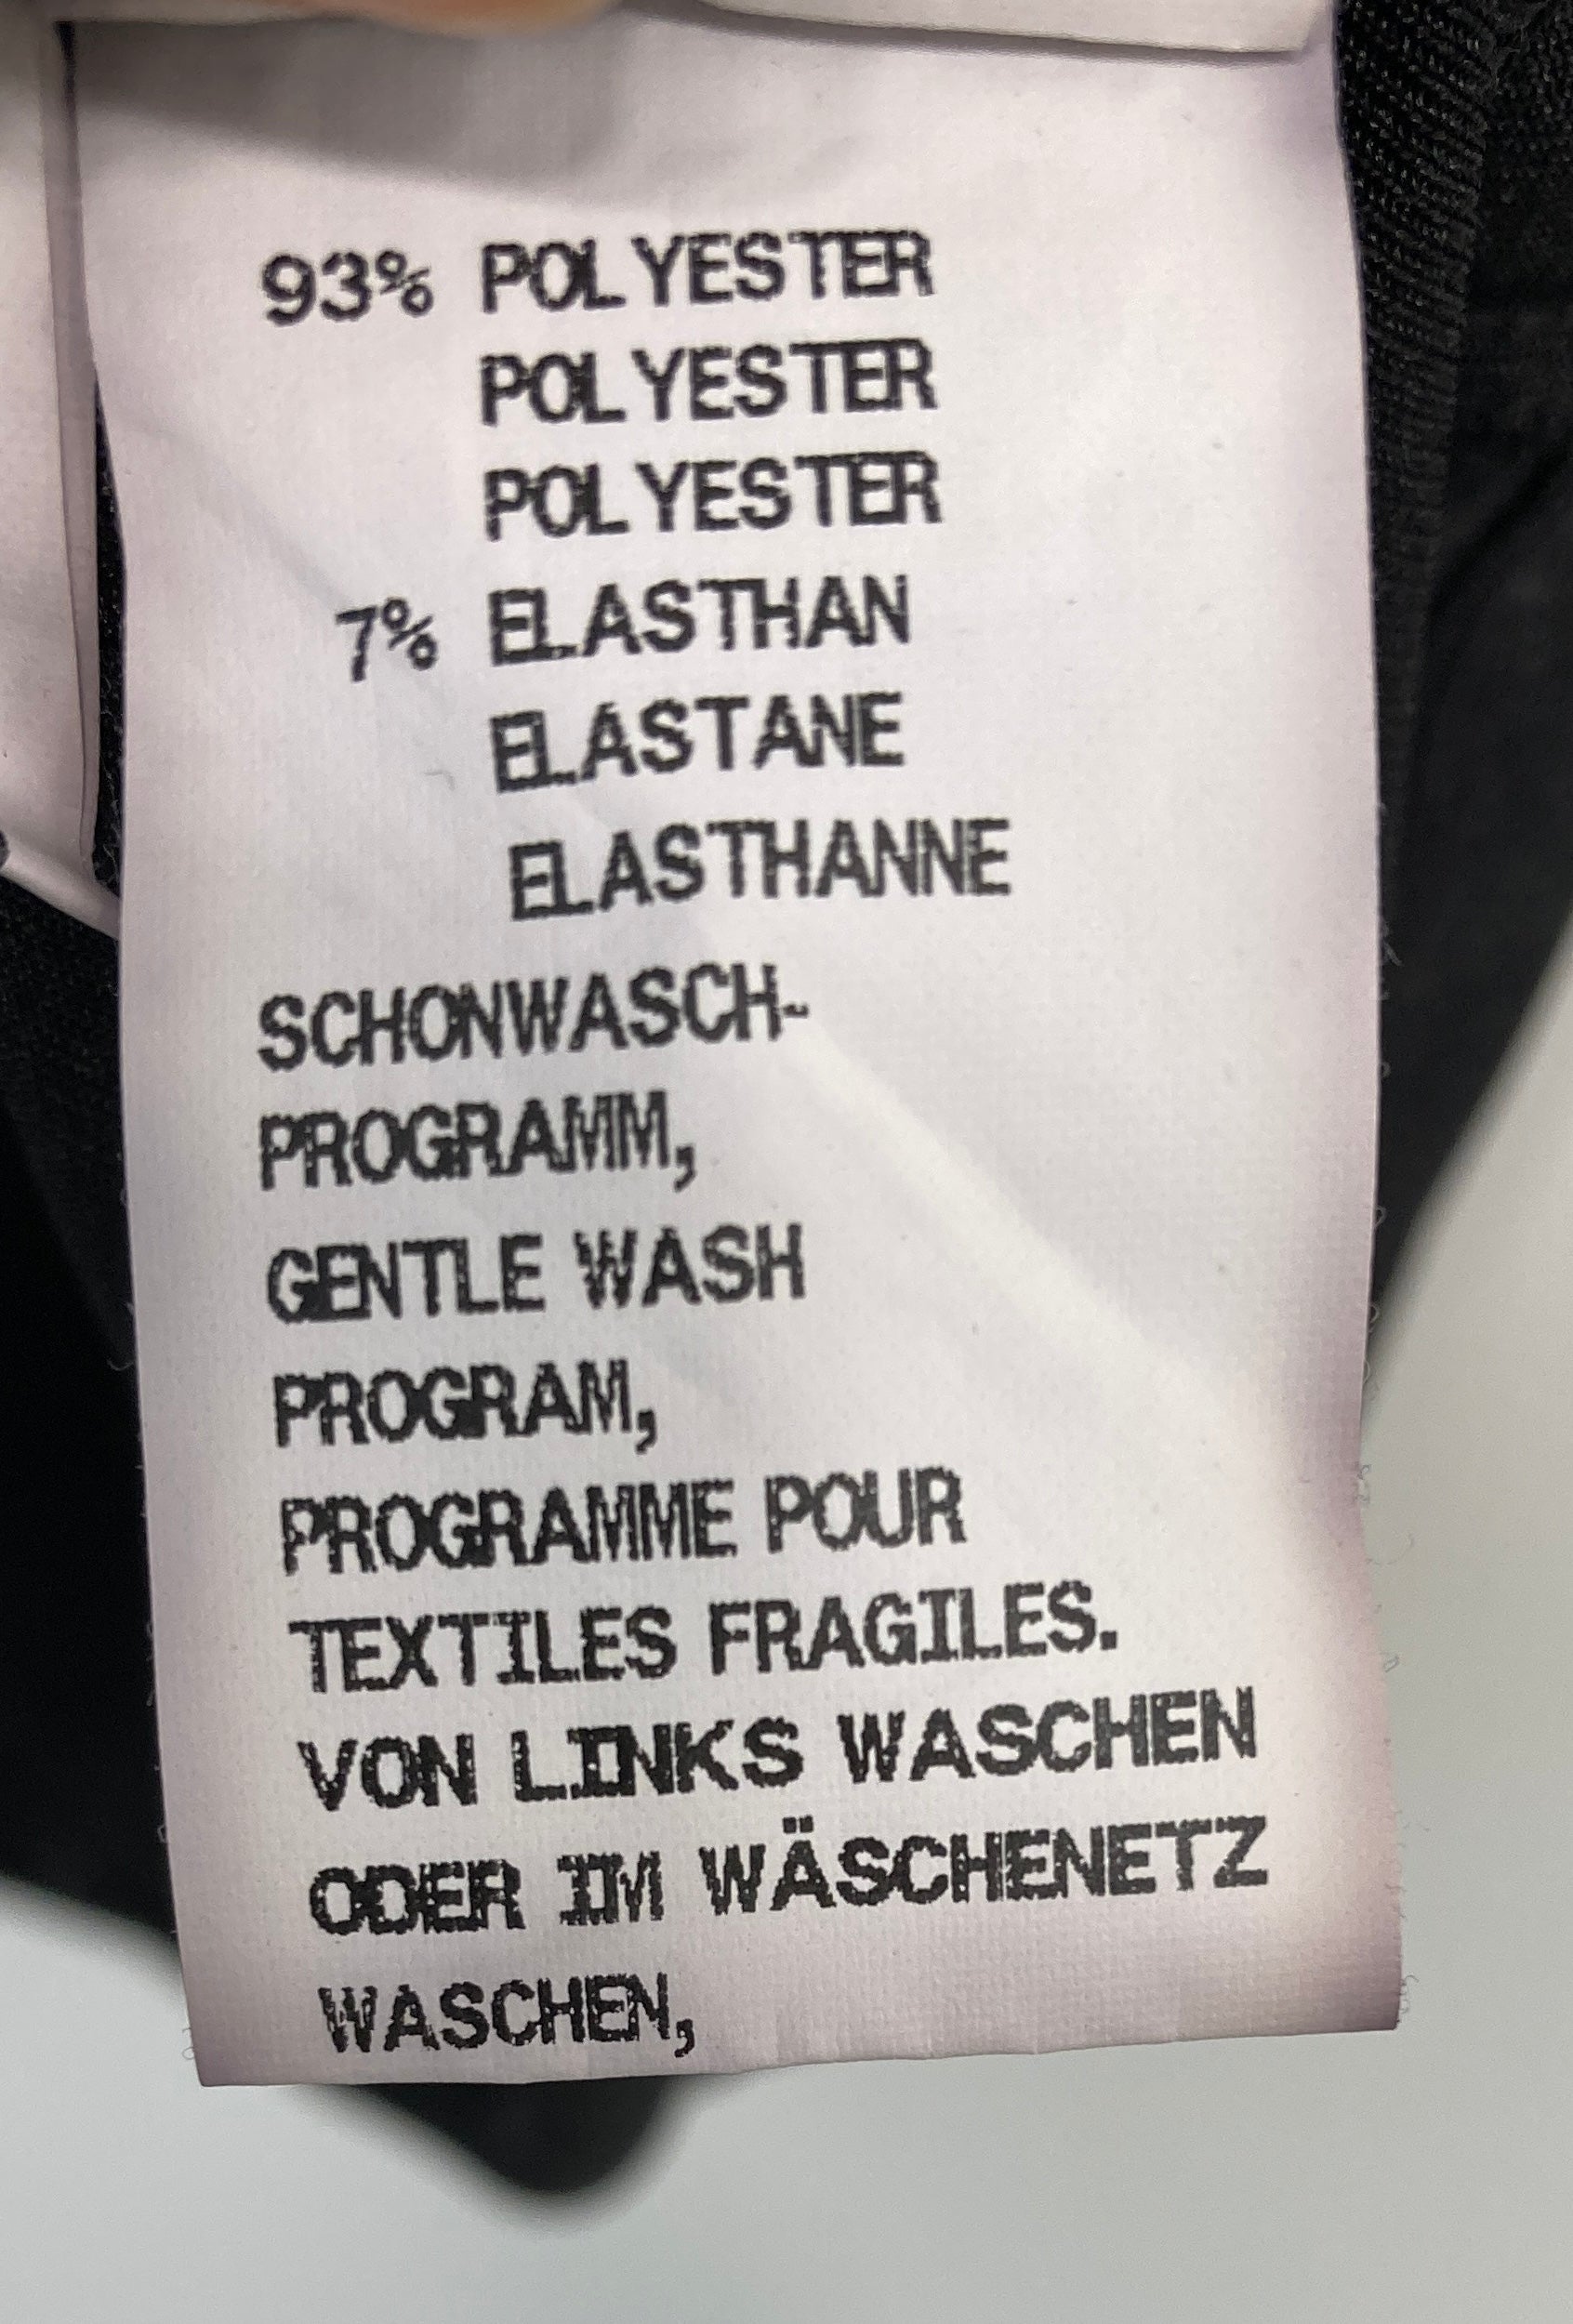 93% POLYESTER
POLYESTER
POLYESTER
7% ELASTHAN
ELASTANE
ELASTHANNE
SCHONWASCH-
PROGRAMM,
GENTLE WASH
PROGRAM,
PROGRAMME POUR
TEXTILES FRAGILES.
VON LINKS WASCHEN
ODER IM WÄSCHENETZ
WASCHEN,